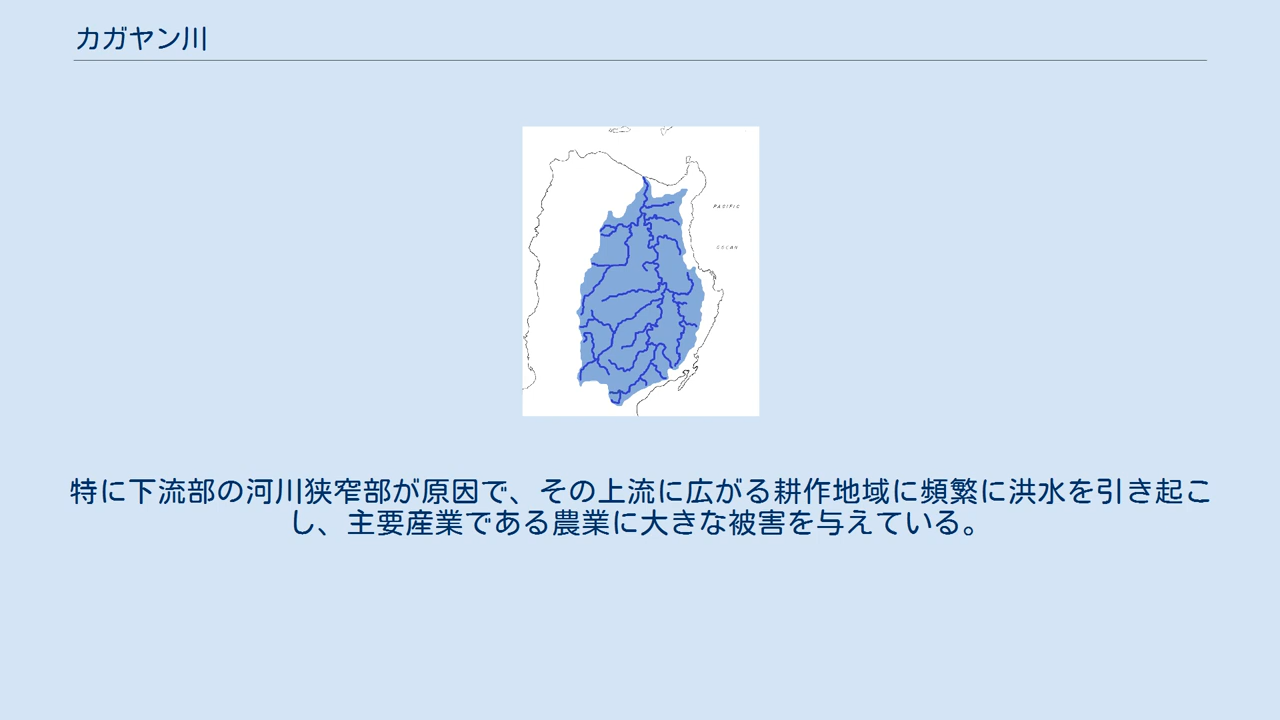 カガヤン川
PACIFIC
OCEAN
特に下流部の河川狭窄部が原因で、その上流に広がる耕作地域に頻繁に洪水を引き起こ
し、主要産業である農業に大きな被害を与えている。